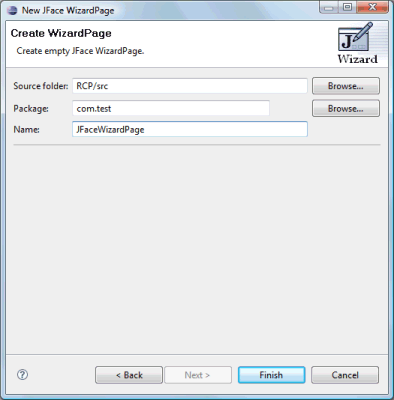 New JFace WizardPage
Create WizardPage
Create empty JFace WizardPage.
J
Wizard
Source folder: RCP/src Browse...
Package: com.test Browse...
Name: JFaceWizardPage
? < Back Next > Finish Cancel